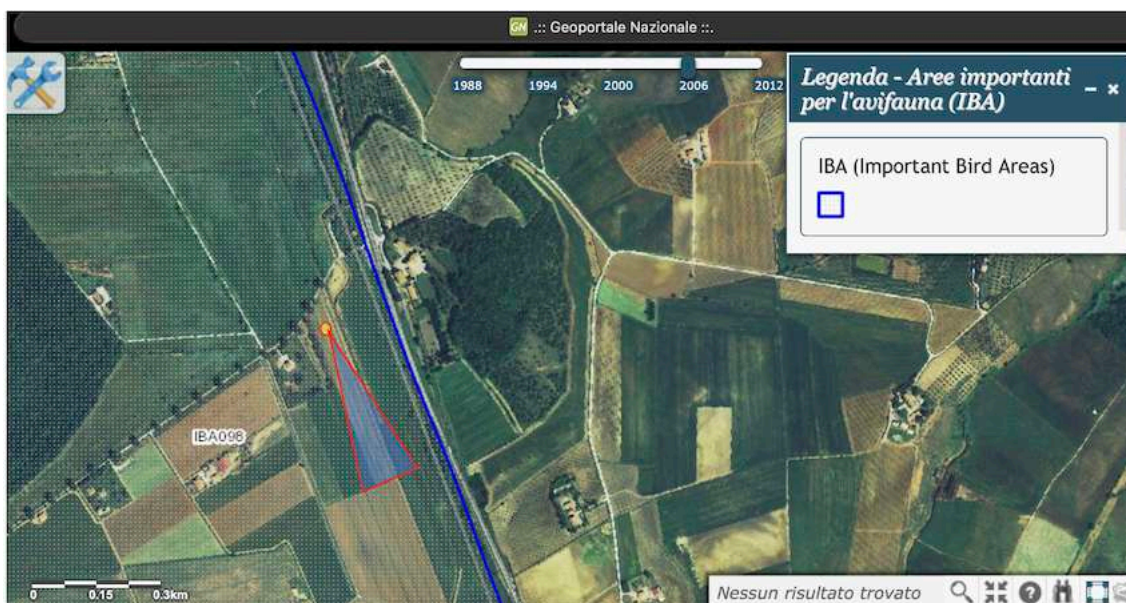 GN .:: Geoportale Nazionale ::.
1988 1994 2000 2006 2012
Legenda - Aree importanti
per l'avifauna (IBA)
IBA (Important Bird Areas)
IBA098
0 0.15 0.3km
Nessun risultato trovato